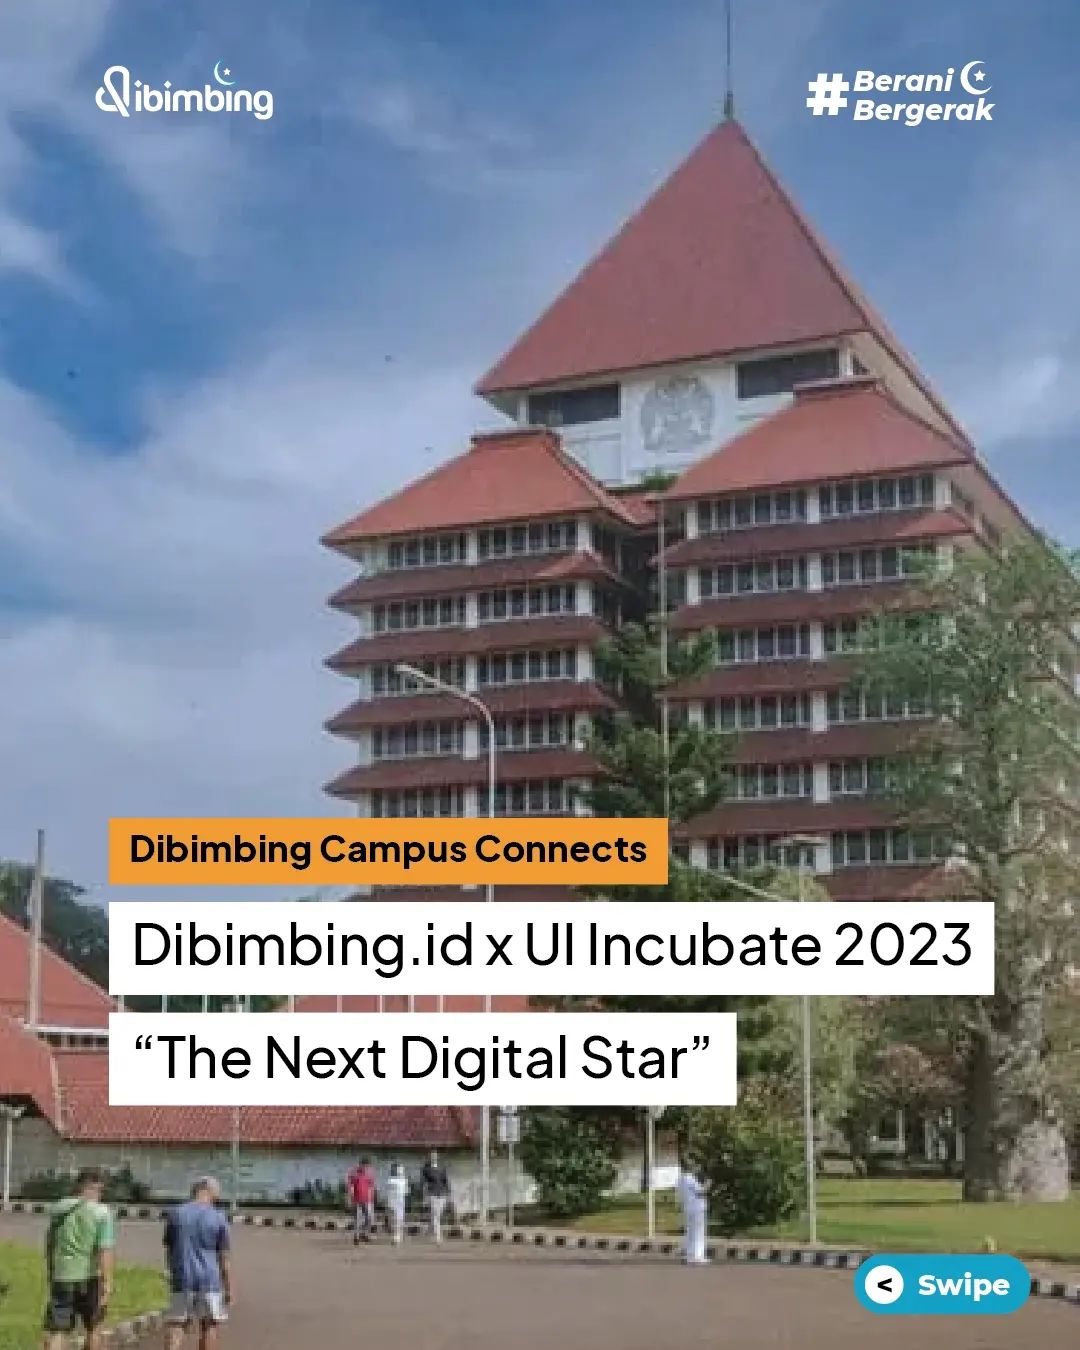 Dibimbing
#Berani
Bergerak
Dibimbing Campus Connects
Dibimbing.id x UI Incubate 2023
“The Next Digital Star”
< Swipe